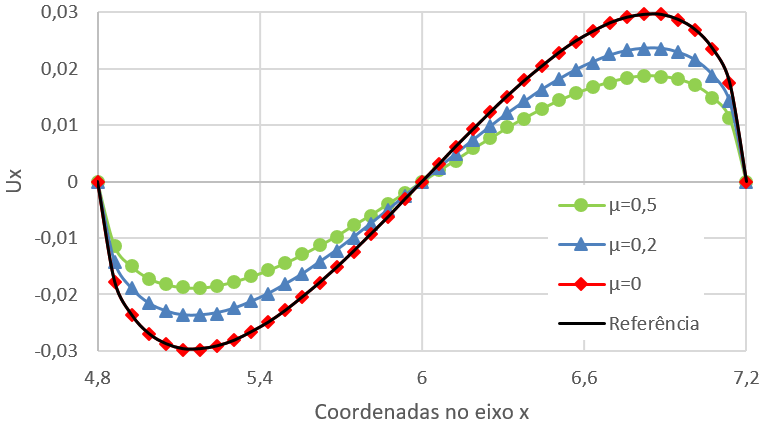 0,03
0,02
0,01
0
-0,01
-0,02
-0,03
Ux
4,8
5,4
6
6,6
7,2
Coordenadas no eixo x
μ=0,5
μ=0,2
μ=0
Referência